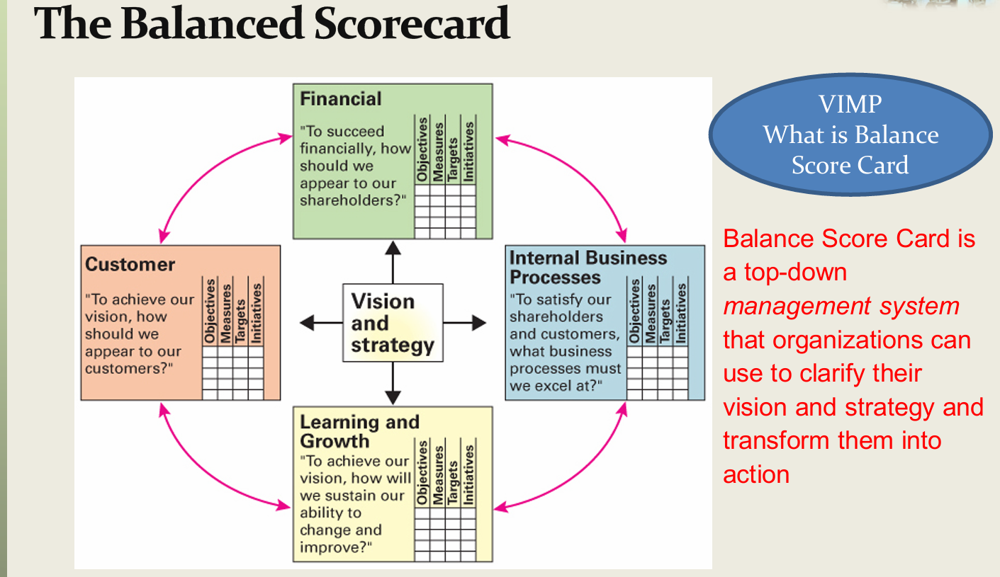 The Balanced Scorecard
VIMP
What is Balance
Score Card
Financial
"To succeed
financially, how
should we
appear to our
shareholders?"
Objectives
Measures
Targets
Initiatives
Customer
"To achieve our
vision, how
should we
appear to our
customers?"
Objectives
Measures
Targets
Initiatives
Vision
and
strategy
Internal Business
Processes
"To satisfy our
shareholders
and customers,
what business
processes must
we excel at?"
Objectives
Measures
Targets
Initiatives
Learning and
Growth
"To achieve our
vision, how will
we sustain our
ability to
change and
improve?"
Objectives
Measures
Targets
Initiatives
Balance Score Card is
a top-down
management system
that organizations can
use to clarify their
vision and strategy and
transform them into
action